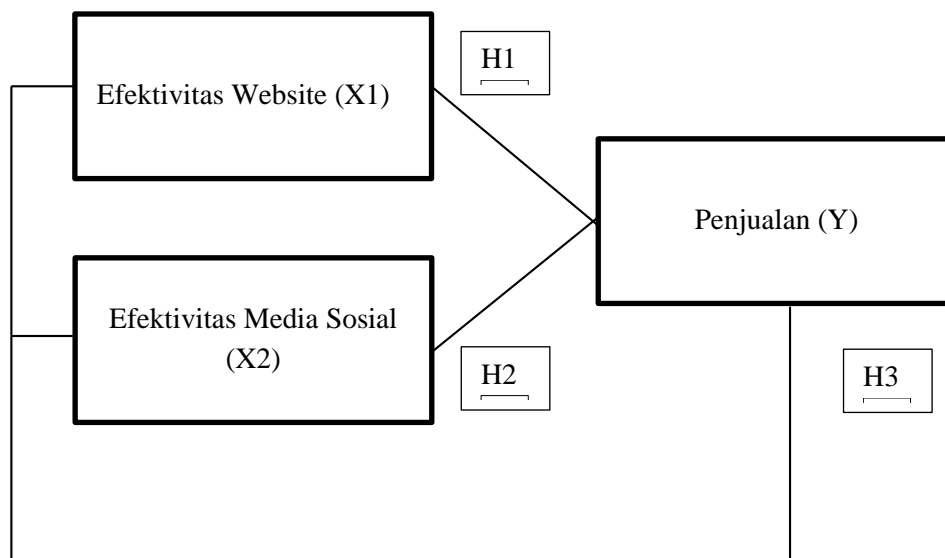 H1
Efektivitas Website (X1)
Penjualan (Y)
Efektivitas Media Sosial
(X2)
H2
H3